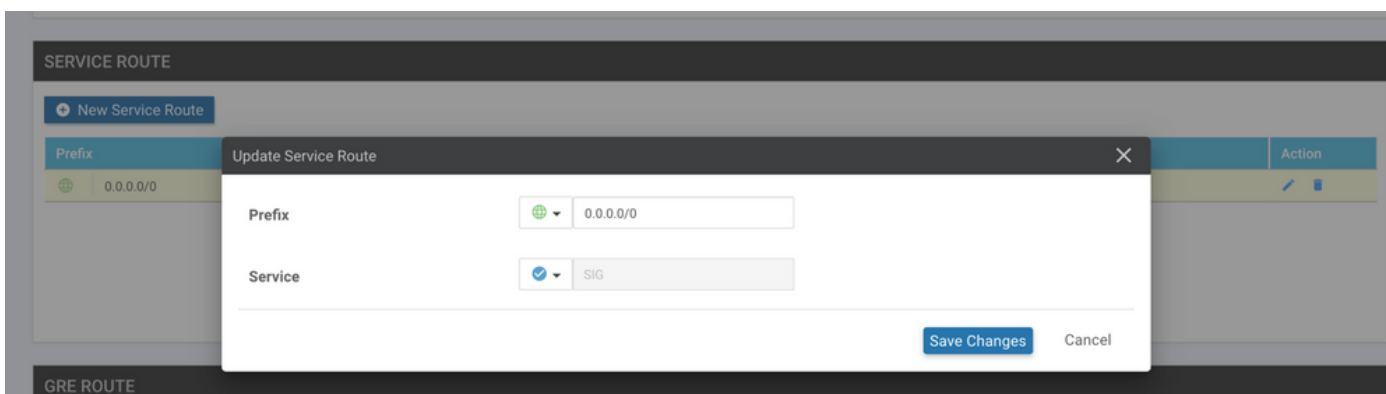 SERVICE ROUTE
New Service Route
Prefix
Action
0.0.0.0/0
Update Service Route
Prefix
0.0.0.0/0
Service
SIG
Save Changes
Cancel
GRE ROUTE